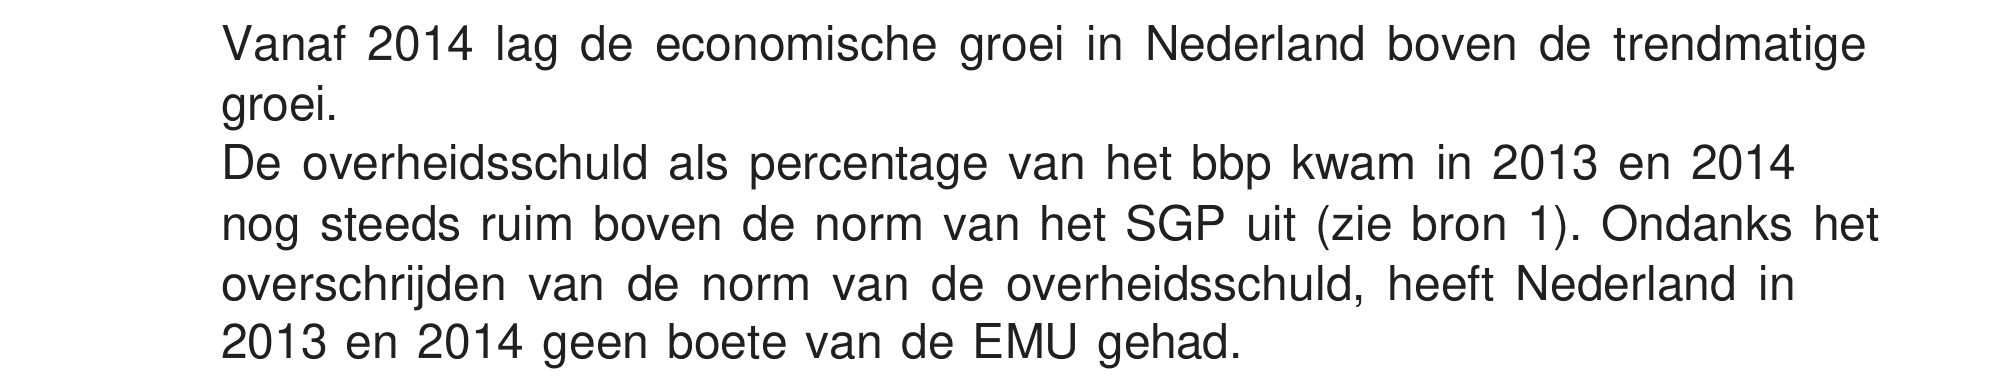 Vanaf 2014 lag de economische groei in Nederland boven de trendmatige
groei.
De overheidsschuld als percentage van het bbp kwam in 2013 en 2014
nog steeds ruim boven de norm van het SGP uit (zie bron 1). Ondanks het
overschrijden van de norm van de overheidsschuld, heeft Nederland in
2013 en 2014 geen boete van de EMU gehad.